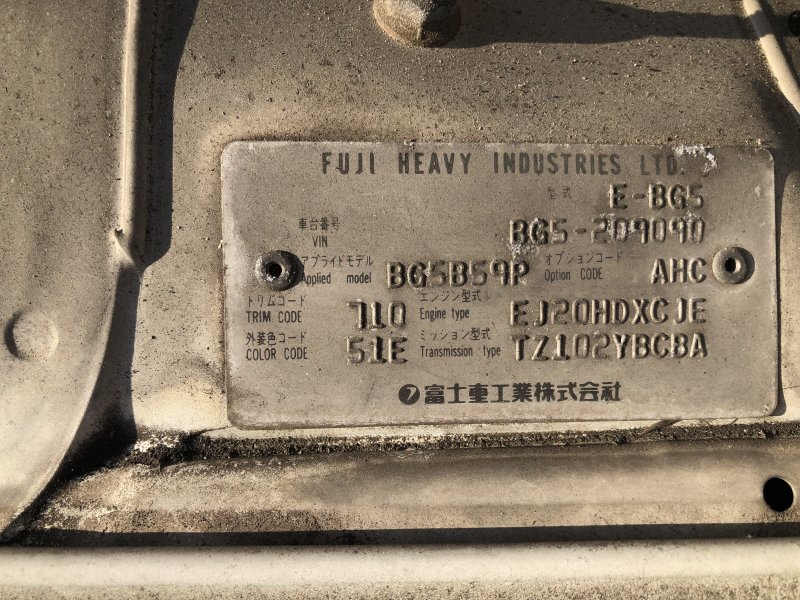 FUJI HEAVY INDUSTRIES LTD.
型式 E-BG5
車台番号 VIN BG5-209090
アプライドモデル Applied model BG5B59P オプションコード Option CODE AHC
トリムコード TRIM CODE 710 エンジン型式 Engine type EJ20HDXCJE
外装色コード COLOR CODE 51E ミッション型式 Transmission type TZ102YBCBA
富士重工業株式会社